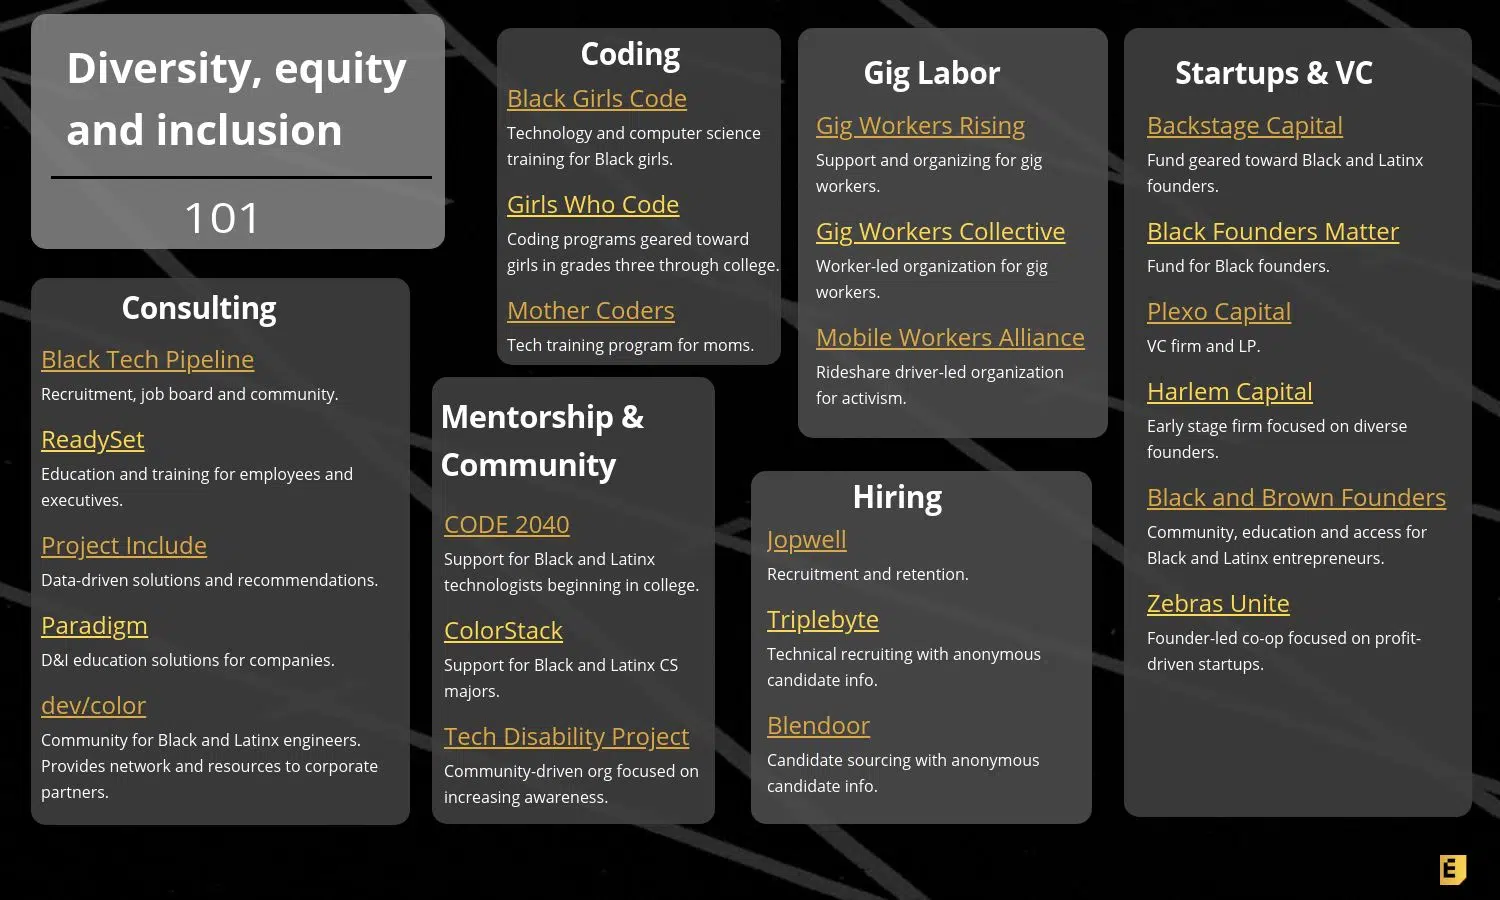 Diversity, equity
and inclusion
101
Consulting
Black Tech Pipeline
Recruitment, job board and community.
ReadySet
Education and training for employees and
executives.
Project Include
Data-driven solutions and recommendations.
Paradigm
D&I education solutions for companies.
dev/color
Community for Black and Latinx engineers.
Provides network and resources to corporate
partners.
Coding
Black Girls Code
Technology and computer science
training for Black girls.
Girls Who Code
Coding programs geared toward
girls in grades three through college.
Mother Coders
Tech training program for moms.
Mentorship &
Community
CODE 2040
Support for Black and Latinx
technologists beginning in college.
ColorStack
Support for Black and Latinx CS
majors.
Tech Disability Project
Community-driven org focused on
increasing awareness.
Gig Labor
Gig Workers Rising
Support and organizing for gig
workers.
Gig Workers Collective
Worker-led organization for gig
workers.
Mobile Workers Alliance
Rideshare driver-led organization
for activism.
Hiring
Jopwell
Recruitment and retention.
Triplebyte
Technical recruiting with anonymous
candidate info.
Blendoor
Candidate sourcing with anonymous
candidate info.
Startups & VC
Backstage Capital
Fund geared toward Black and Latinx
founders.
Black Founders Matter
Fund for Black founders.
Plexo Capital
VC firm and LP.
Harlem Capital
Early stage firm focused on diverse
founders.
Black and Brown Founders
Community, education and access for
Black and Latinx entrepreneurs.
Zebras Unite
Founder-led co-op focused on profit-
driven startups.
Ē